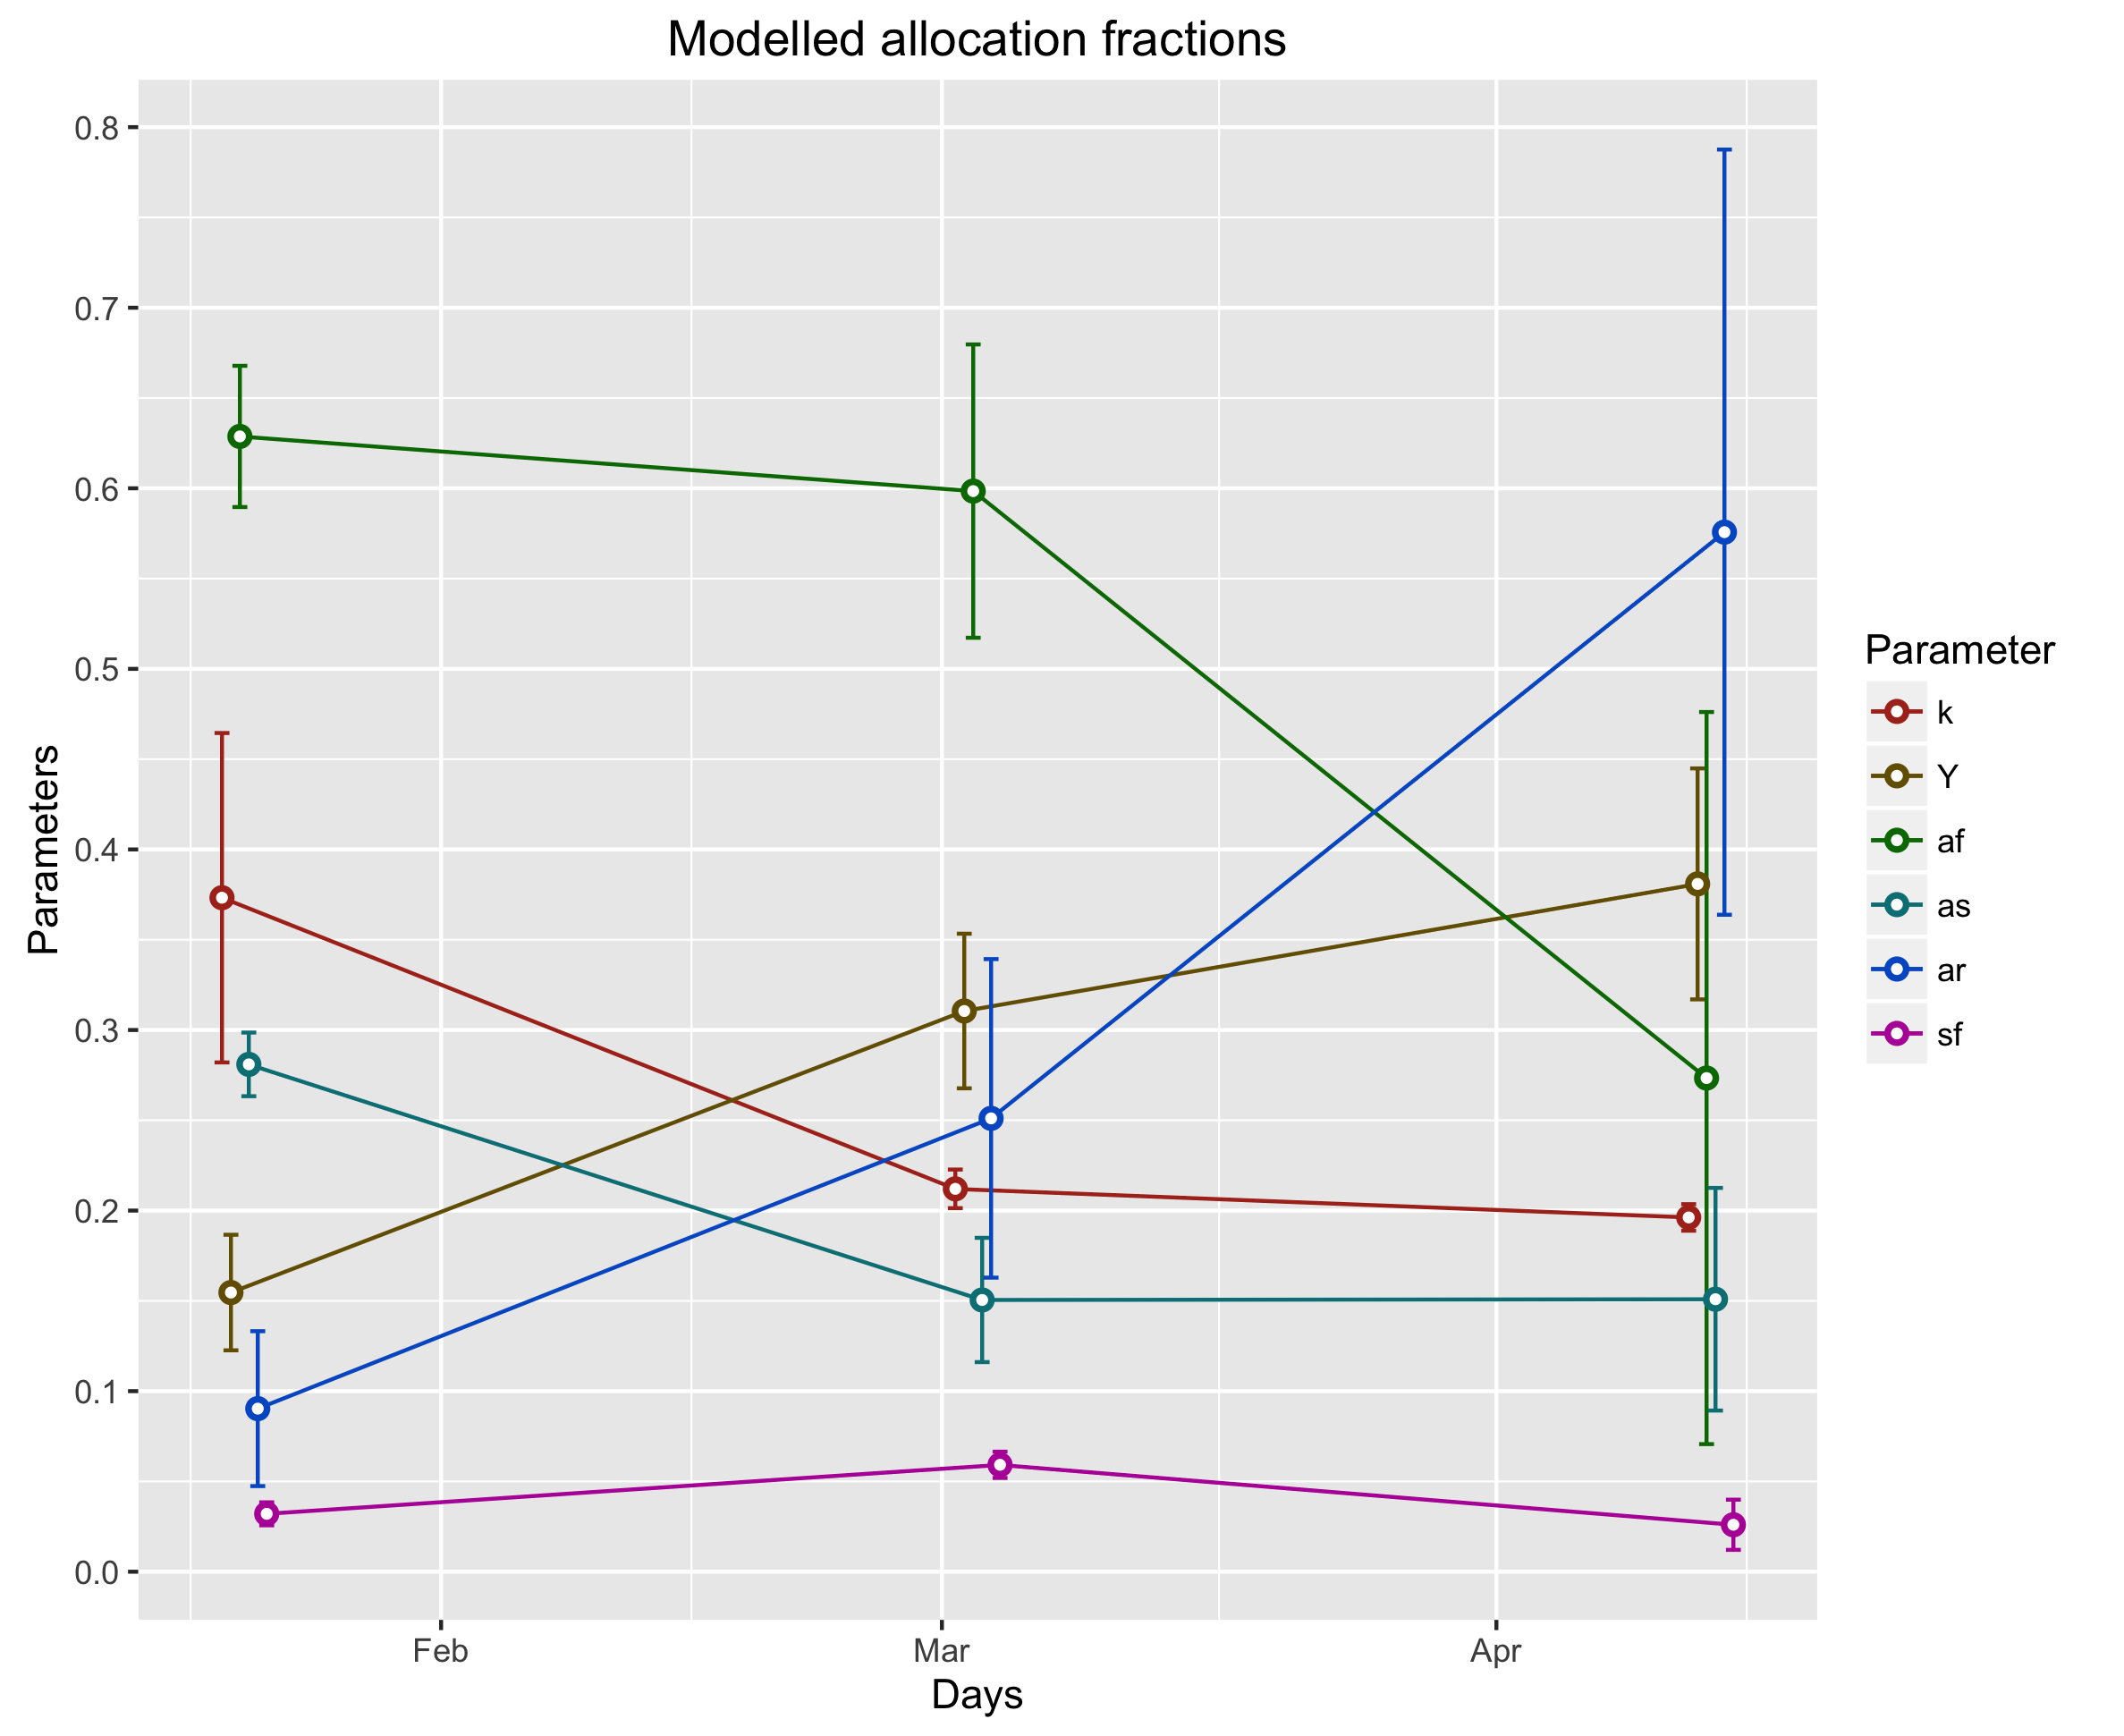 Modelled allocation fractions
Parameters
0.8
0.7
0.6
0.5
0.4
0.3
0.2
0.1
0.0
Feb
Mar
Apr
Days
Parameter
k
Y
af
as
ar
sf